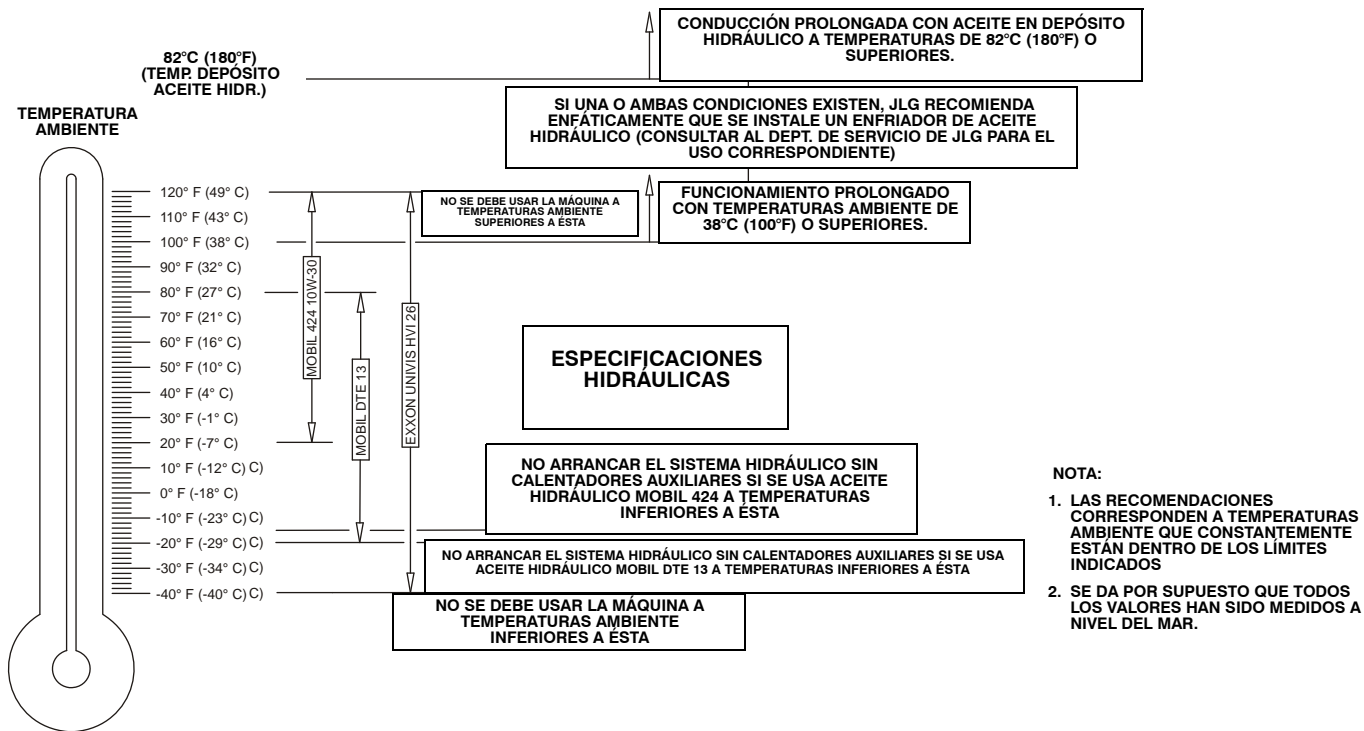 82°C (180°F)
(TEMP. DEPÓSITO
ACEITE HIDR.)
CONDUCCIÓN PROLONGADA CON ACEITE EN DEPÓSITO
HIDRÁULICO A TEMPERATURAS DE 82°C (180°F) O
SUPERIORES.
SI UNA O AMBAS CONDICIONES EXISTEN, JLG RECOMIENDA
ENFÁTICAMENTE QUE SE INSTALE UN ENFRIADOR DE ACEITE
HIDRÁULICO (CONSULTAR AL DEPT. DE SERVICIO DE JLG PARA EL
USO CORRESPONDIENTE)
TEMPERATURA
AMBIENTE
NO SE DEBE USAR LA MÁQUINA A
TEMPERATURAS AMBIENTE
SUPERIORES A ÉSTA
FUNCIONAMIENTO PROLONGADO
CON TEMPERATURAS AMBIENTE DE
38°C (100°F) O SUPERIORES.
120° F (49° C)
110° F (43° C)
100° F (38° C)
90° F (32° C)
80° F (27° C)
70° F (21° C)
60° F (16° C)
50° F (10° C)
40° F (4° C)
30° F (-1° C)
20° F (-7° C)
10° F (-12° C) C)
0° F (-18° C)
-10° F (-23° C) C)
-20° F (-29° C) C)
-30° F (-34° C) C)
-40° F (-40° C) C)
MOBIL 424 10W-30
MOBIL DTE 13
EXXON UNIVIS HVI 26
ESPECIFICACIONES
HIDRÁULICAS
NO ARRANCAR EL SISTEMA HIDRÁULICO SIN
CALENTADORES AUXILIARES SI SE USA ACEITE
HIDRÁULICO MOBIL 424 A TEMPERATURAS
INFERIORES A ÉSTA
NO ARRANCAR EL SISTEMA HIDRÁULICO SIN CALENTADORES AUXILIARES SI SE USA
ACEITE HIDRÁULICO MOBIL DTE 13 A TEMPERATURAS INFERIORES A ÉSTA
NO SE DEBE USAR LA MÁQUINA A
TEMPERATURAS AMBIENTE
INFERIORES A ÉSTA
NOTA:
1. LAS RECOMENDACIONES
CORRESPONDEN A TEMPERATURAS
AMBIENTE QUE CONSTANTEMENTE
ESTÁN DENTRO DE LOS LÍMITES
INDICADOS
2. SE DA POR SUPUESTO QUE TODOS
LOS VALORES HAN SIDO MEDIDOS A
NIVEL DEL MAR.